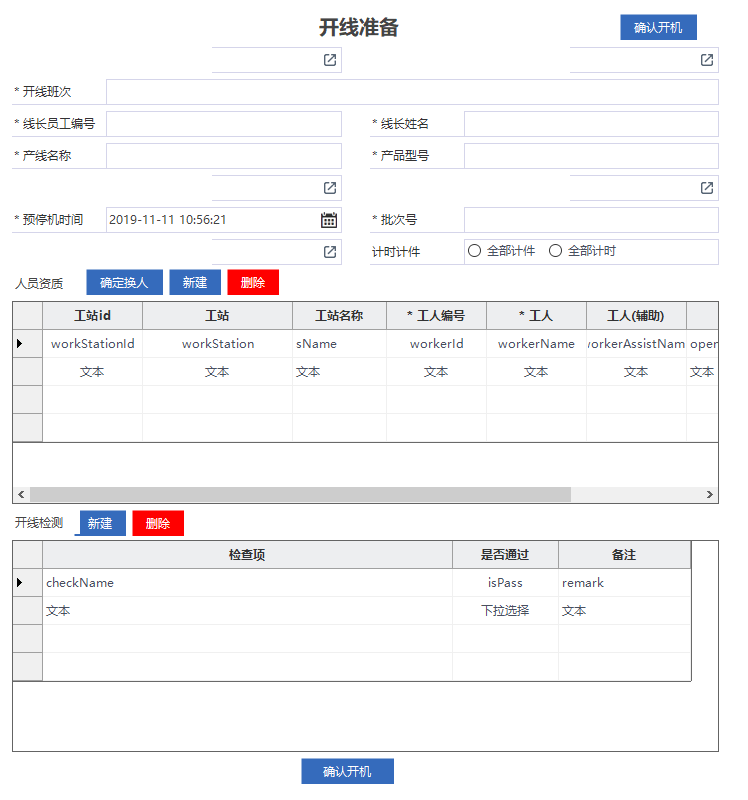 开线准备
确认开机
* 开线班次
* 线长员工编号
* 线长姓名
* 产线名称
* 产品型号
* 预停机时间 2019-11-11 10:56:21
* 批次号
计时计件 全部计件 全部计时
人员资质 确定换人 新建 删除
工站id 工站 工站名称 * 工人编号 * 工人 工人(辅助)
workStationId workStation sName workerId workerName workerAssistNam oper
文本 文本 文本 文本 文本 文本 文本
开线检测 新建 删除
检查项 是否通过 备注
checkName isPass remark
文本 下拉选择 文本
确认开机